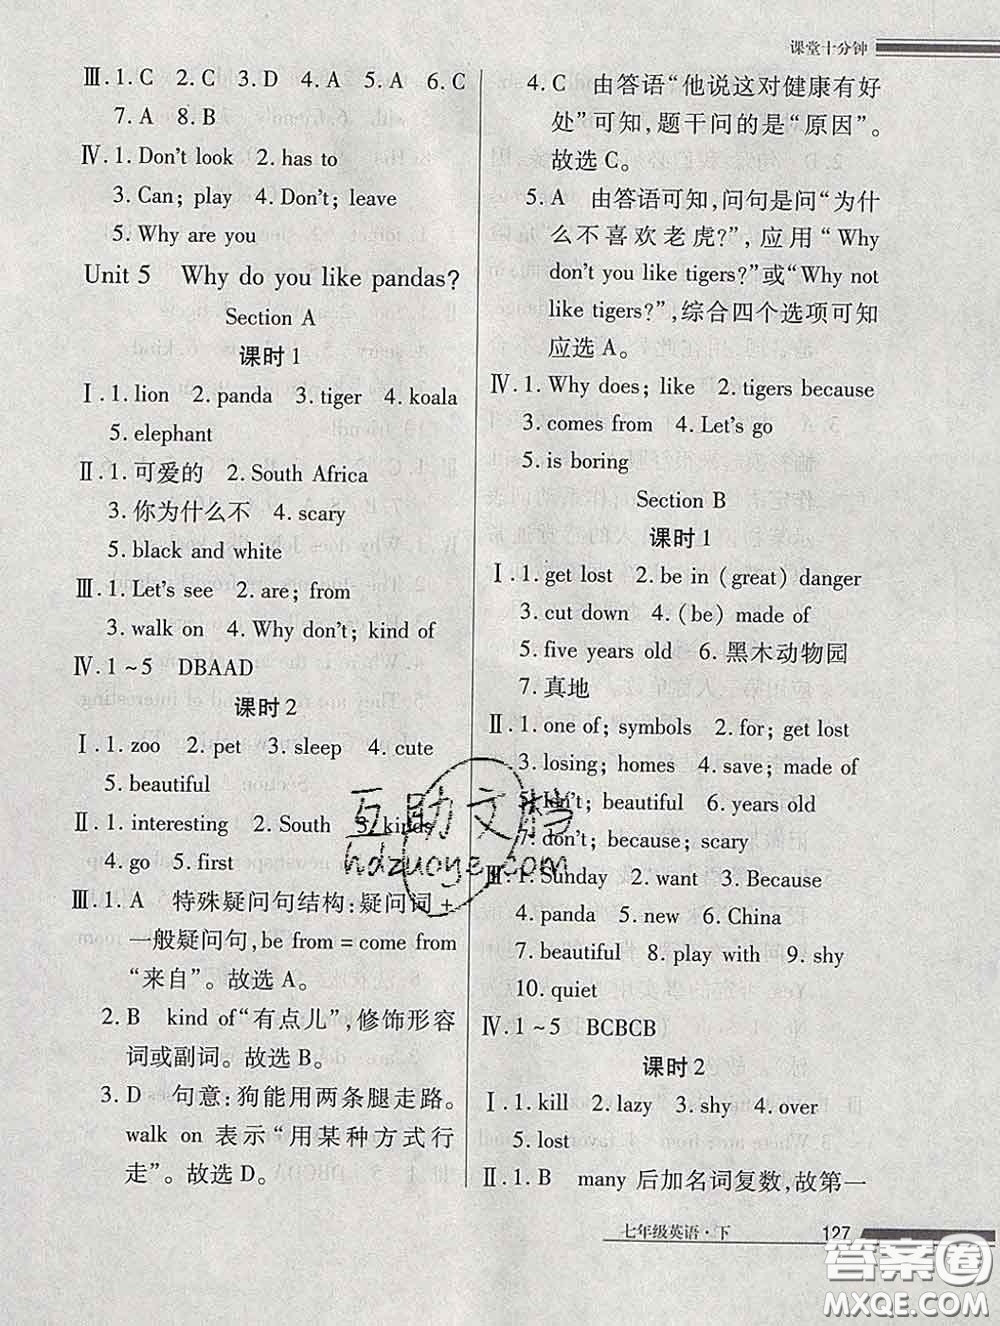 课堂十分钟
Ⅲ. 1. C 2. C 3. D 4. A 5. A 6. C
7. A 8. B
Ⅳ. 1. Don't look 2. has to
3. Can; play 4. Don't; leave
5. Why are you
Unit 5 Why do you like pandas?
Section A
课时1
Ⅰ. 1. lion 2. panda 3. tiger 4. koala
5. elephant
Ⅱ. 1. 可爱的 2. South Africa
3. 你为什么不 4. scary
5. black and white
Ⅲ. 1. Let's see 2. are; from
3. walk on 4. Why don't; kind of
Ⅳ. 1~5 DBAAD
课时2
Ⅰ. 1. zoo 2. pet 3. sleep 4. cute
5. beautiful
Ⅱ. 1. interesting 2. South 3. kinds
4. go 5. first
Ⅲ. 1. A 特殊疑问句结构:疑问词+
一般疑问句, be from = come from
“来自”。故选A。
2. B kind of“有点儿”,修饰形容
词或副词。故选B。
3. D 句意:狗能用两条腿走路。
walk on 表示“用某种方式行
走”。故选D。
4. C 由答语“他说这对健康有好
处”可知,题干问的是“原因”。
故选C。
5. A 由答语可知,问句是问“为什
么不喜欢老虎?”,应用“Why
don't you like tigers?”或“Why not
like tigers?”,综合四个选项可知
应选A。
Ⅳ. 1. Why does; like 2. tigers because
3. comes from 4. Let's go
5. is boring
Section B
课时1
Ⅰ. 1. get lost 2. be in (great) danger
3. cut down 4. (be) made of
5. five years old 6. 黑木动物园
7. 真地
Ⅱ. 1. one of; symbols 2. for; get lost
3. losing; homes 4. save; made of
5. Isn't; beautiful 6. years old
7. don't; because; scary
Ⅲ. 1. Sunday 2. want 3. Because
4. panda 5. new 6. China
7. beautiful 8. play with 9. shy
10. quiet
Ⅳ. 1~5 BCBCB
课时2
Ⅰ. 1. kill 2. lazy 3. shy 4. over
5. lost
Ⅱ. 1. B many 后加名词复数,故第一
七年级英语·下 127
互助文档
hdzuoye.com
答案圈
MXQE.COM